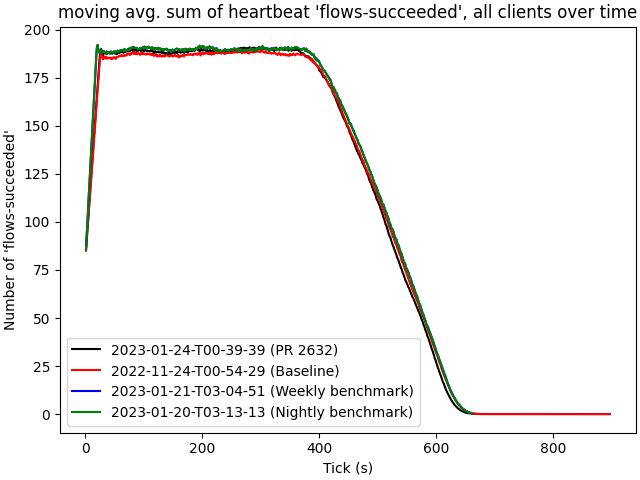 moving avg. sum of heartbeat 'flows-succeeded', all clients over time
Number of 'flows-succeeded'
200
175
150
125
100
75
50
25
0
2023-01-24-T00-39-39 (PR 2632)
2022-11-24-T00-54-29 (Baseline)
2023-01-21-T03-04-51 (Weekly benchmark)
2023-01-20-T03-13-13 (Nightly benchmark)
0 200 400 600 800
Tick (s)